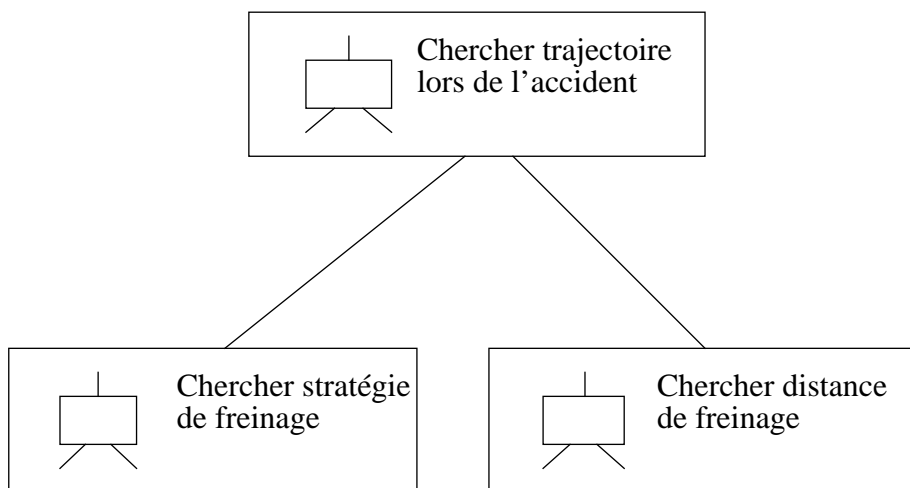 Chercher trajectoire
lors de l’accident
Chercher stratégie
de freinage
Chercher distance
de freinage